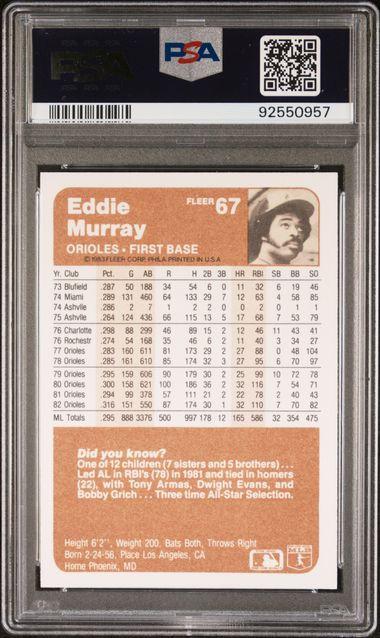 PSA
PSA
92550957
Eddie
Murray
FLEER 67
ORIOLES • FIRST BASE
© 1983 FLEER CORP. PHILA. PRINTED IN U.S.A
Yr. Club Pct. G AB R H 2B 3B HR RBI SB BB SO
73 Blufield .287 50 188 34 54 6 0 11 32 6 19 46
74 Miami .289 131 460 64 133 29 7 12 63 4 58 85
74 Ashvlle .286 2 7 1 2 2 0 0 2 0 1 1
75 Ashvlle .264 124 436 66 115 13 5 17 68 7 53 79
76 Charlotte .298 88 299 46 89 15 2 12 46 11 43 41
76 Rochestr .274 54 168 35 46 6 2 11 40 3 34 27
77 Orioles .283 160 611 81 173 29 2 27 88 0 48 104
78 Orioles .285 161 610 85 174 32 3 27 95 6 70 97
79 Orioles .295 159 606 90 179 30 2 25 99 10 72 78
80 Orioles .300 158 621 100 186 36 2 32 116 7 54 71
81 Orioles .294 99 378 57 111 21 2 22 78 2 40 43
82 Orioles .316 151 550 87 174 30 1 32 110 7 70 82
ML Totals .295 888 3376 500 997 178 12 165 586 32 354 475
Did you know?
One of 12 children (7 sisters and 5 brothers)...
Led AL in RBI's (78) in 1981 and tied in homers
(22), with Tony Armas, Dwight Evans, and
Bobby Grich... Three time All-Star Selection.
Height 6'2'', Weight 200, Bats Both, Throws Right
Born 2-24-56, Place Los Angeles, CA
Home Phoenix, MD